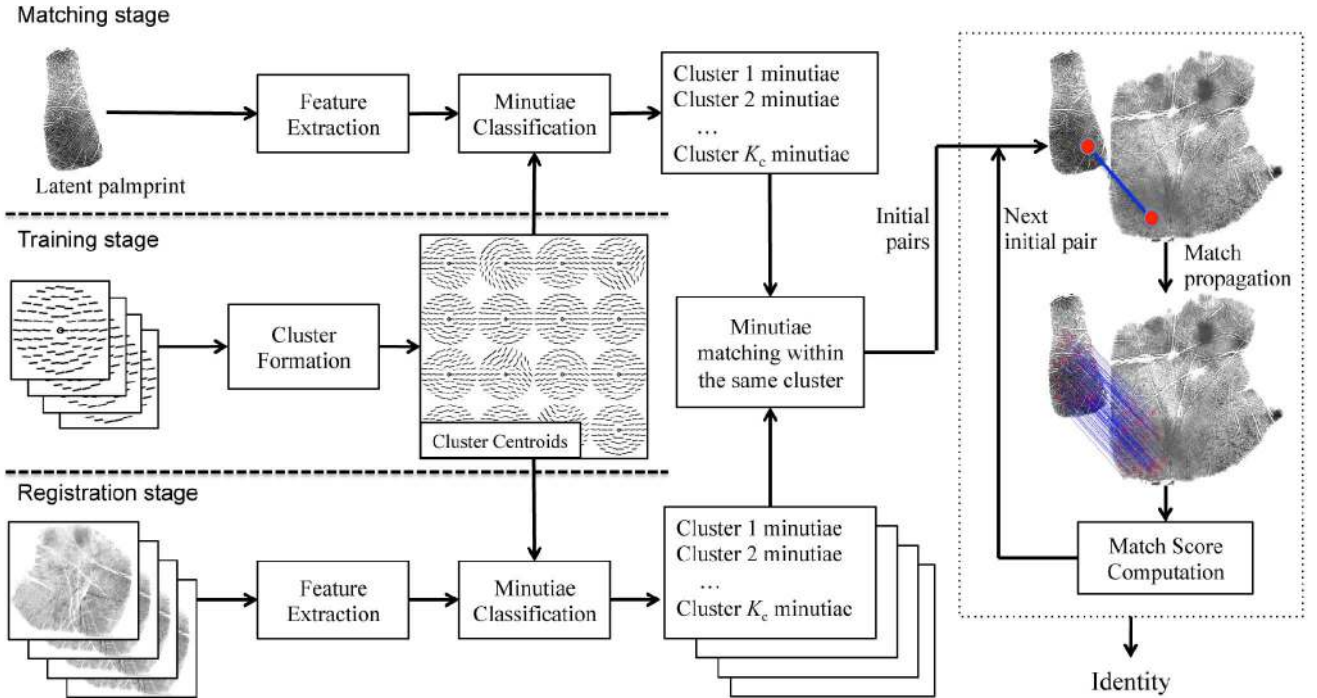 Matching stage
Latent palmprint
Feature
Extraction
Minutiae
Classification
Cluster 1 minutiae
Cluster 2 minutiae
...
Cluster Kc minutiae
Training stage
Cluster
Formation
Cluster Centroids
Registration stage
Feature
Extraction
Minutiae
Classification
Cluster 1 minutiae
Cluster 2 minutiae
...
Cluster Kc minutiae
Minutiae
matching within
the same cluster
Initial
pairs
Next
initial pair
Match
propagation
Match Score
Computation
Identity